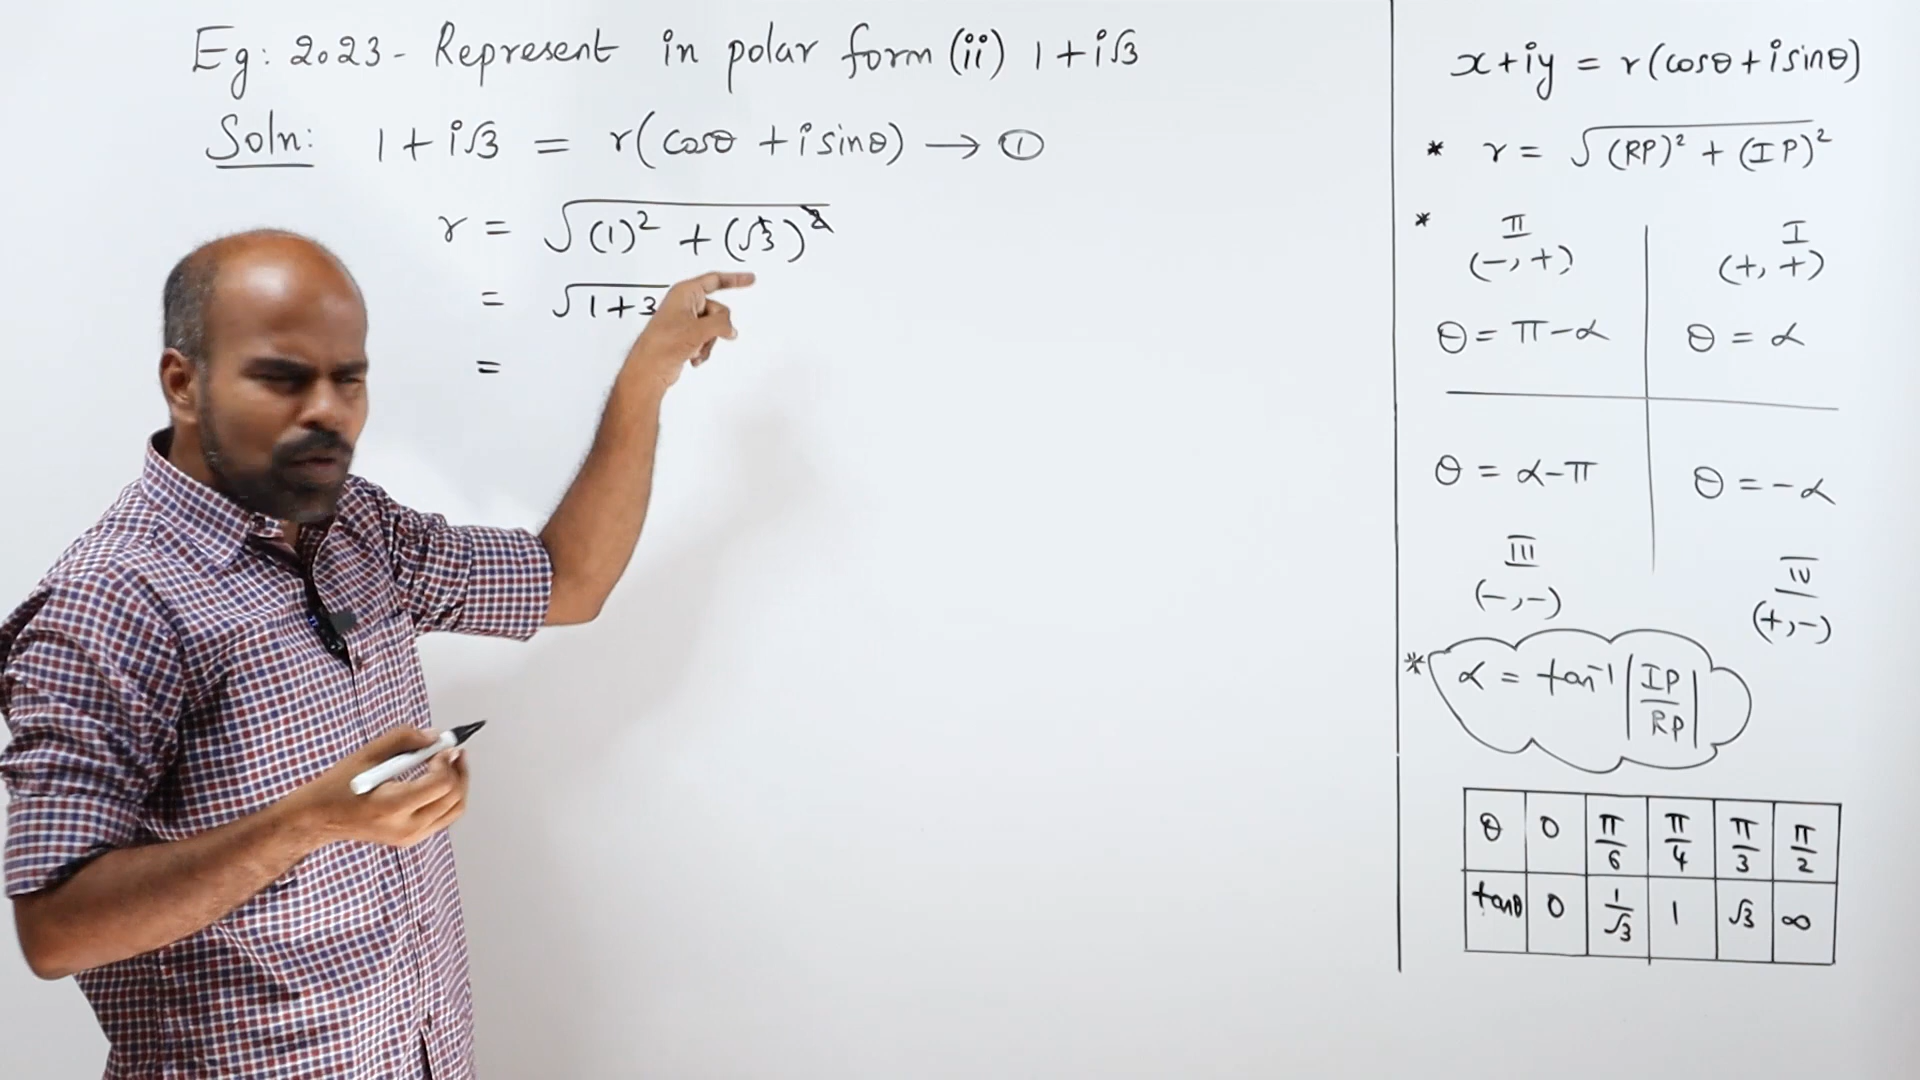 Eg: 2.023 - Represent in polar form (ii) 1+i√3
Soln: 1+i√3 = r(cosθ + i sinθ) → ①
r = √(1)² + (√3)²
= √1+3
=
x+iy = r(cosθ + i sinθ)
* r = √(RP)² + (IP)²
* II I
(-,+) (+,+)
θ = π-α θ = α
θ = α-π θ = -α
III IV
(-,-) (+,-)
* α = tan⁻¹ |IP/RP|
θ 0 π/6 π/4 π/3 π/2
tanθ 0 1/√3 1 √3 ∞